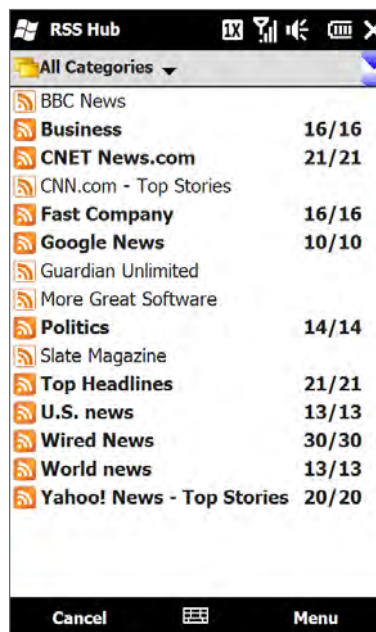 RSS Hub 1X
All Categories
BBC News
Business 16/16
CNET News.com 21/21
CNN.com - Top Stories
Fast Company 16/16
Google News 10/10
Guardian Unlimited
More Great Software
Politics 14/14
Slate Magazine
Top Headlines 21/21
U.S. news 13/13
Wired News 30/30
World news 13/13
Yahoo! News - Top Stories 20/20
Cancel Menu